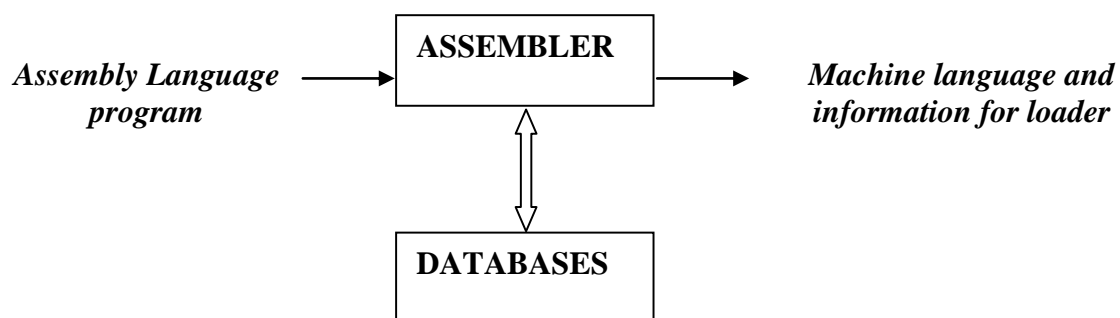 ASSEMBLER
Assembly Language
program
Machine language and
information for loader
DATABASES